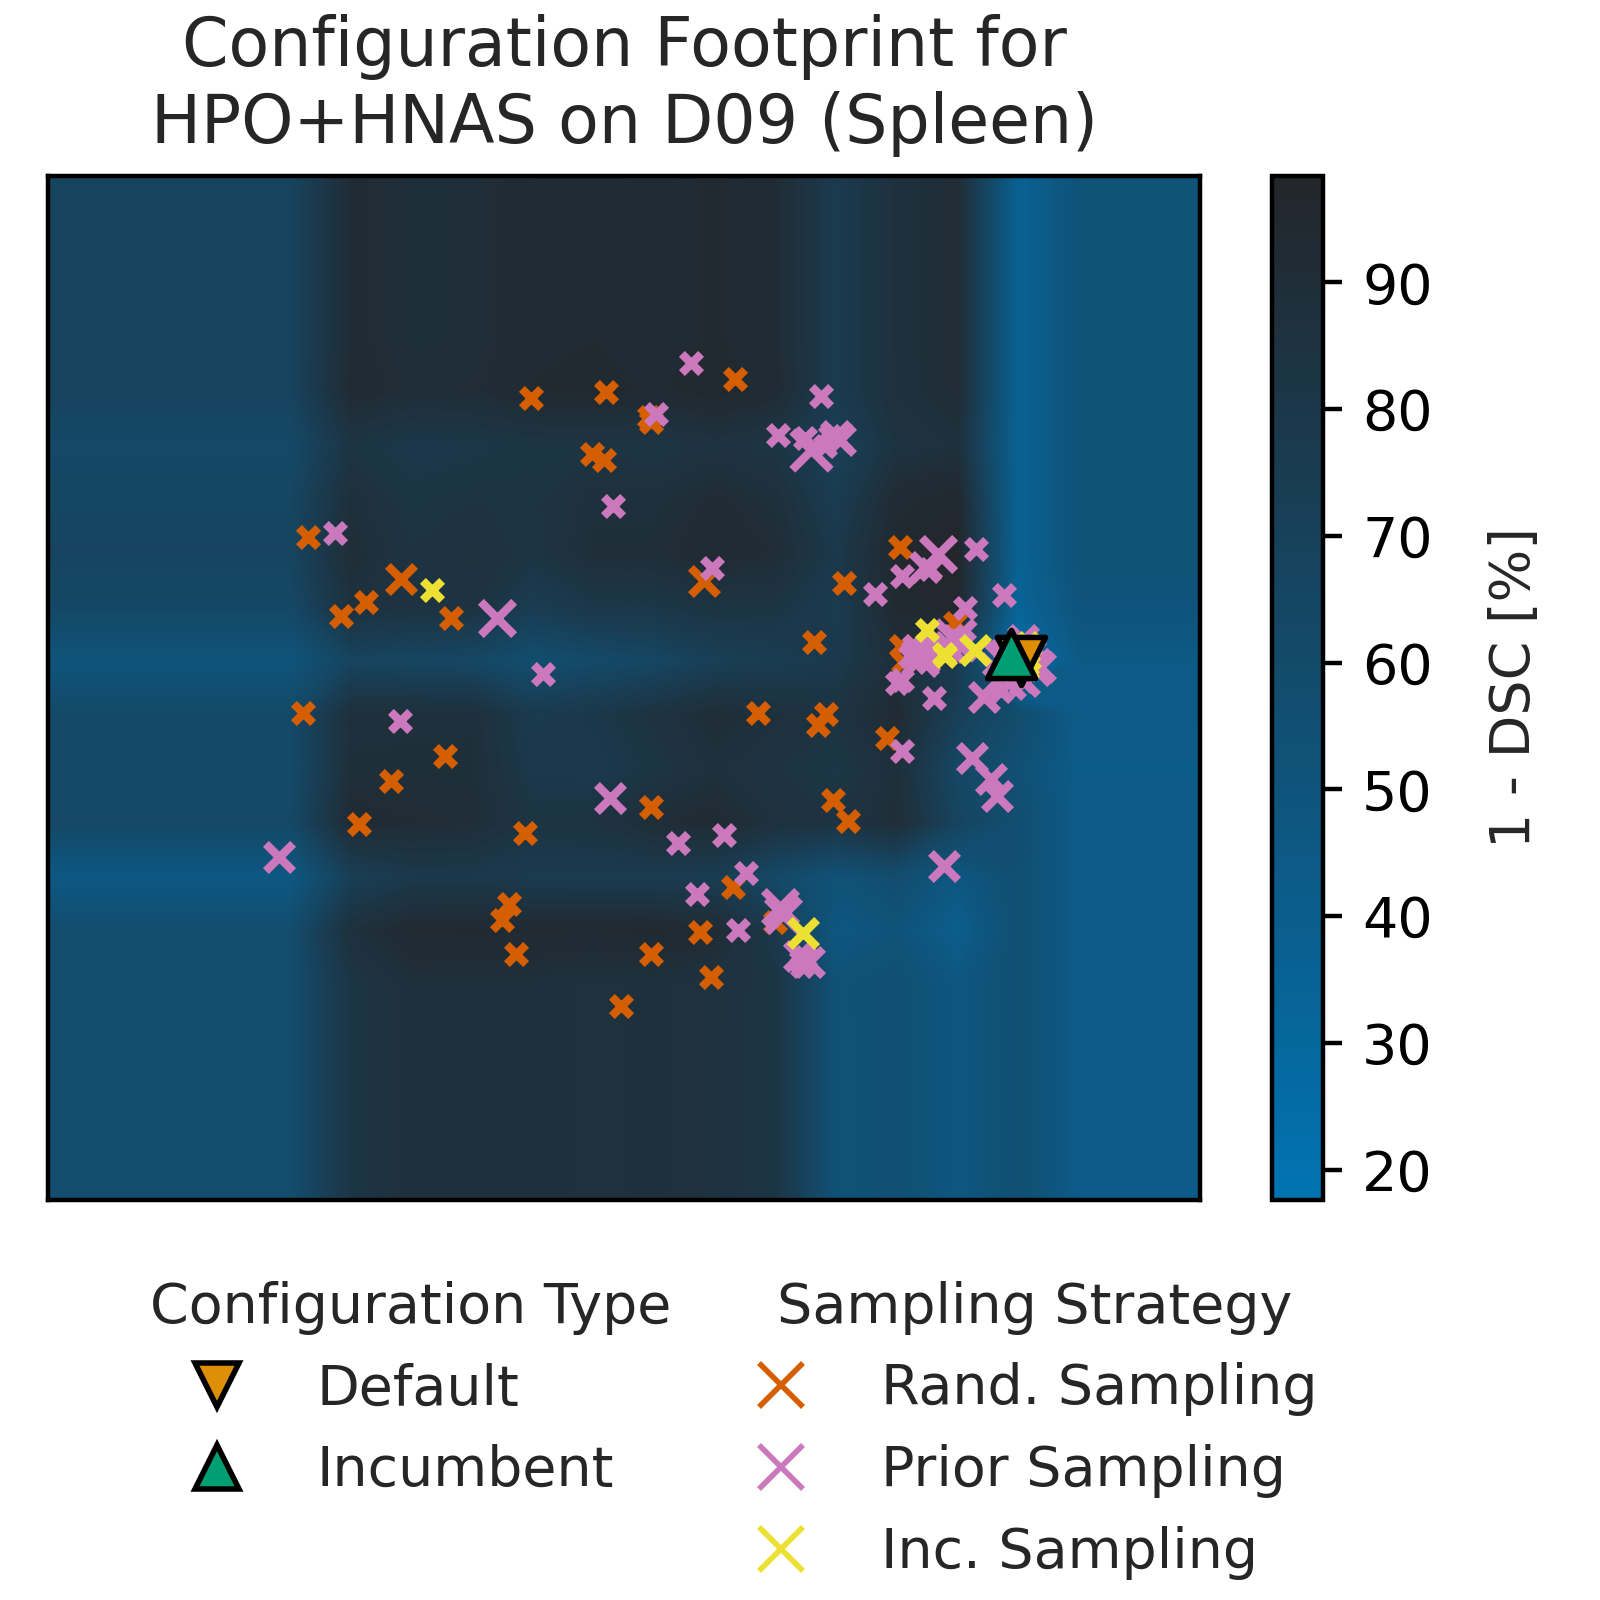 Configuration Footprint for
HPO+HNAS on D09 (Spleen)
90
80
70
60
50
40
30
20
1 - DSC [%]
Configuration Type
Default
Incumbent
Sampling Strategy
Rand. Sampling
Prior Sampling
Inc. Sampling